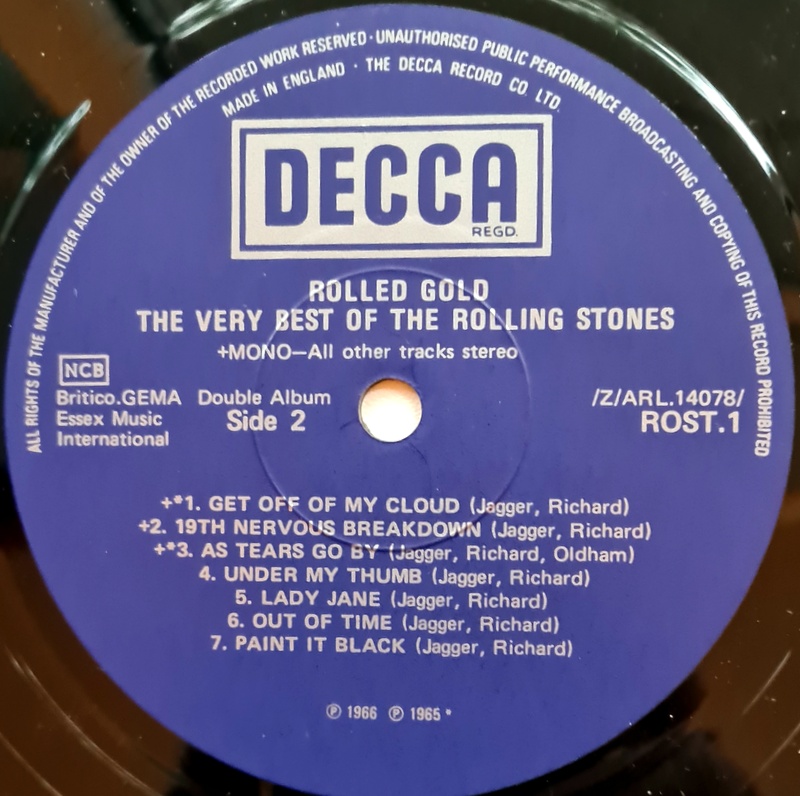 ALL RIGHTS OF THE MANUFACTURER AND OF THE OWNER OF THE RECORDED WORK RESERVED · UNAUTHORISED PUBLIC PERFORMANCE BROADCASTING AND COPYING OF THIS RECORD PROHIBITED
MADE IN ENGLAND · THE DECCA RECORD CO. LTD.
DECCA
REGD.
ROLLED GOLD
THE VERY BEST OF THE ROLLING STONES
+MONO—All other tracks stereo
NCB
Britico.GEMA Double Album /Z/ARL.14078/
Essex Music Side 2 ROST.1
International
+*1. GET OFF OF MY CLOUD (Jagger, Richard)
+2. 19TH NERVOUS BREAKDOWN (Jagger, Richard)
+*3. AS TEARS GO BY (Jagger, Richard, Oldham)
4. UNDER MY THUMB (Jagger, Richard)
5. LADY JANE (Jagger, Richard)
6. OUT OF TIME (Jagger, Richard)
7. PAINT IT BLACK (Jagger, Richard)
℗ 1966 ℗ 1965 *